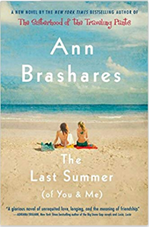 A NEW NOVEL BY THE #1 NEW YORK TIMES BESTSELLING AUTHOR OF
The Sisterhood of the Traveling Pants
Ann
Brashares
The
Last Summer
(of You & Me)
"A glorious novel of unrequited love, longing, and the meaning of friendship"